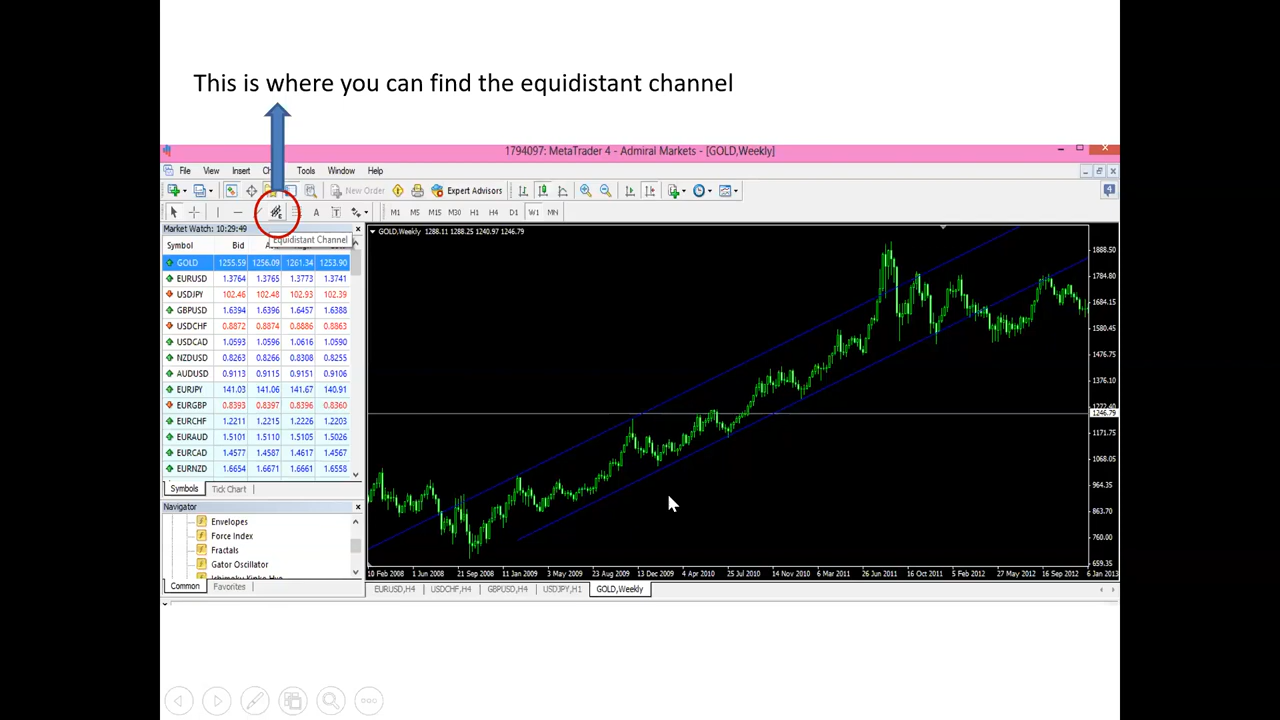 This is where you can find the equidistant channel
1794097: MetaTrader 4 - Admiral Markets - [GOLD,Weekly]
File View Insert Tools Window Help
New Order Expert Advisors 4
A T M1 M5 M15 M30 H1 H4 D1 W1 MN
Market Watch: 10:29:49
Equidistant Channel
Symbol Bid
GOLD 1255.59 1256.09 1261.34 1253.90
EURUSD 1.3764 1.3765 1.3773 1.3741
USDJPY 102.46 102.48 102.93 102.39
GBPUSD 1.6394 1.6396 1.6457 1.6388
USDCHF 0.8872 0.8874 0.8886 0.8863
USDCAD 1.0593 1.0596 1.0616 1.0590
NZDUSD 0.8263 0.8266 0.8308 0.8255
AUDUSD 0.9113 0.9115 0.9151 0.9106
EURJPY 141.03 141.06 141.67 140.91
EURGBP 0.8393 0.8397 0.8396 0.8360
EURCHF 1.2211 1.2215 1.2226 1.2203
EURAUD 1.5101 1.5110 1.5105 1.5026
EURCAD 1.4577 1.4587 1.4617 1.4567
EURNZD 1.6654 1.6671 1.6661 1.6558
Symbols Tick Chart
Navigator
Envelopes
Force Index
Fractals
Gator Oscillator
Common Favorites
GOLD,Weekly 1288.11 1288.25 1240.97 1246.79
1888.50
1784.80
1684.15
1580.45
1476.75
1376.10
1246.79
1171.75
1068.05
964.35
863.70
760.00
659.35
10 Feb 2008 1 Jun 2008 21 Sep 2008 11 Jan 2009 3 May 2009 23 Aug 2009 13 Dec 2009 4 Apr 2010 25 Jul 2010 14 Nov 2010 6 Mar 2011 26 Jun 2011 16 Oct 2011 5 Feb 2012 27 May 2012 16 Sep 2012 6 Jan 2013
EURUSD,H4 USDCHF,H4 GBPUSD,H4 USDJPY,H1 GOLD,Weekly